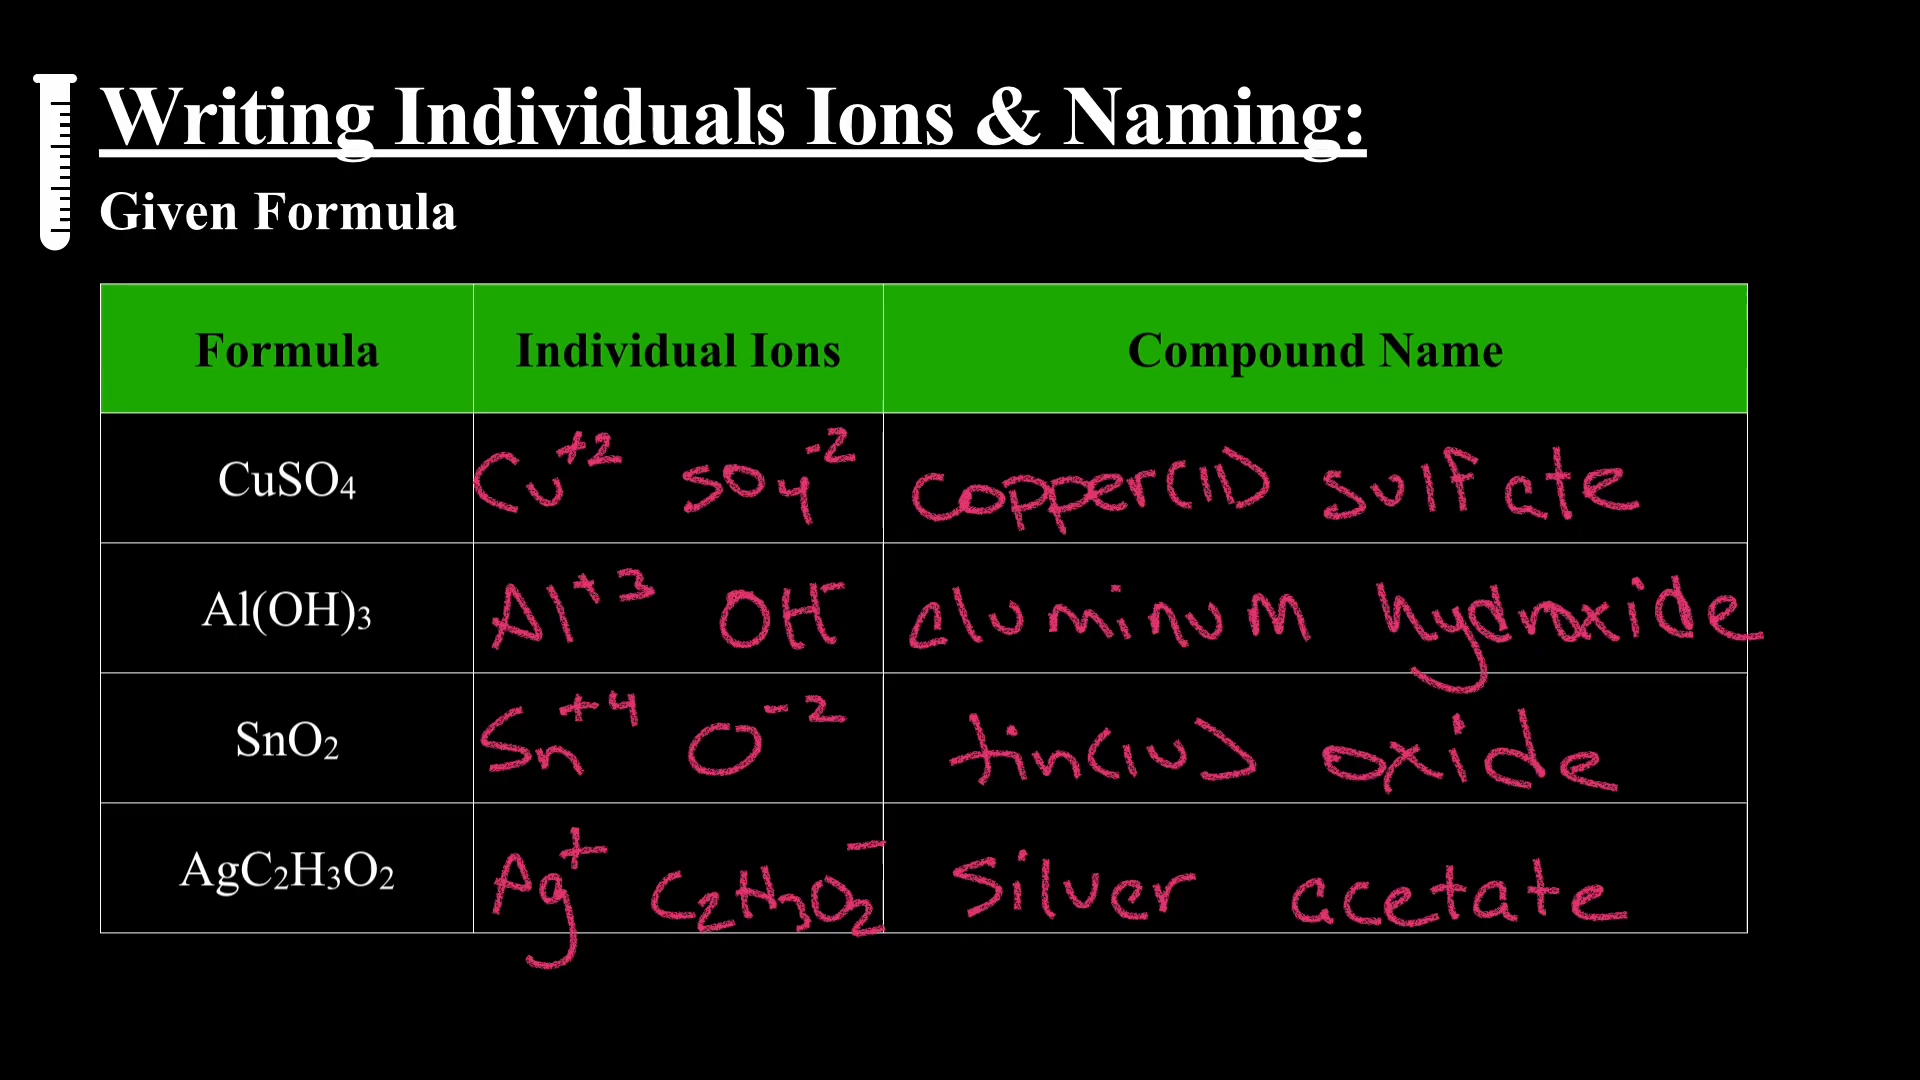 Writing Individuals Ions & Naming:
Given Formula
Formula Individual Ions Compound Name
CuSO₄ Cu⁺² SO₄⁻² copper(II) sulfate
Al(OH)₃ Al⁺³ OH⁻ aluminum hydroxide
SnO₂ Sn⁺⁴ O⁻² tin(IV) oxide
AgC₂H₃O₂ Ag⁺ C₂H₃O₂⁻ Silver acetate